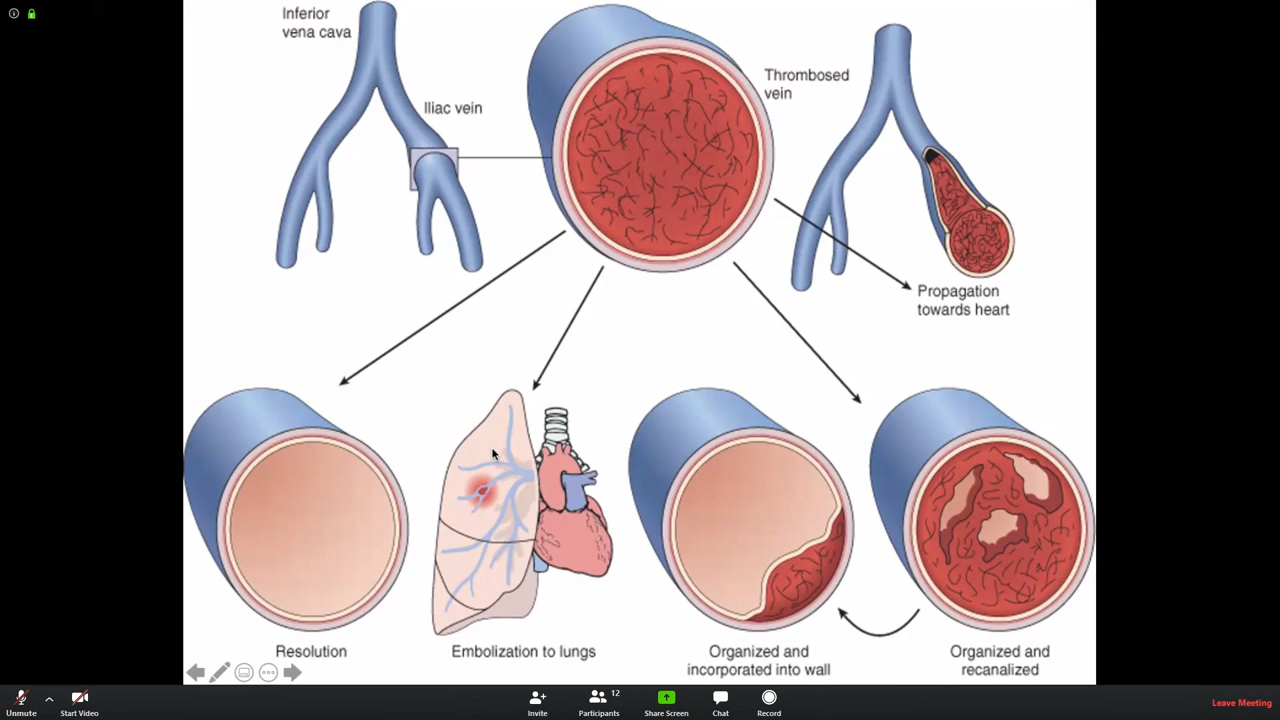 Inferior
vena cava
Iliac vein
Thrombosed
vein
Propagation
towards heart
Resolution
Embolization to lungs
Organized and
incorporated into wall
Organized and
recanalized
Unmute
Start Video
Invite
Participants
12
Share Screen
Chat
Record
Leave Meeting